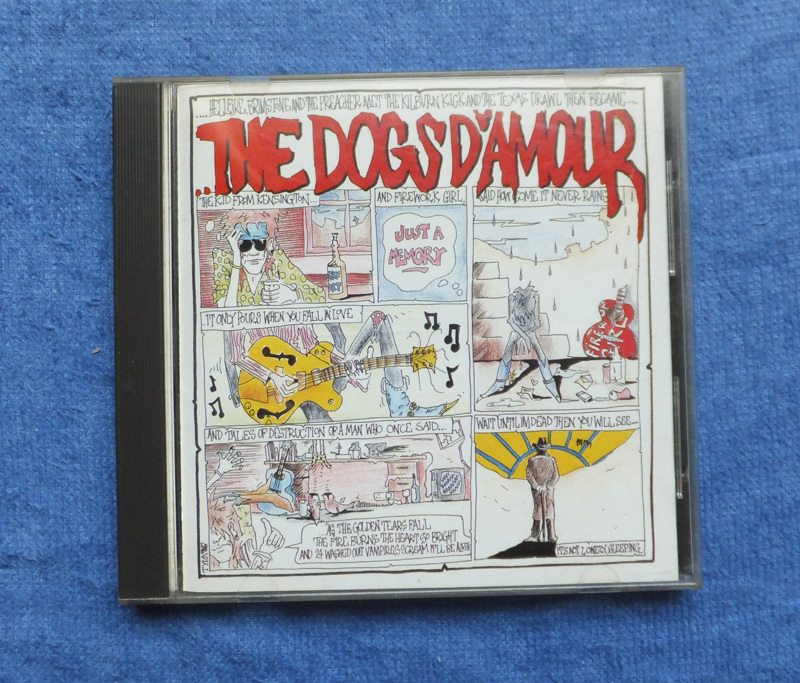 ....HELLFIRE, BRIMSTONE AND THE PREACHER MET THE KILBURN KICK AND THE TEXAS DRAWL THEN BECAME....
..THE DOGS D'AMOUR
THE KID FROM KENSINGTON...
AND FIREWORK GIRL
JUST A
MEMORY
SAID HOW COME IT NEVER RAINS
IT ONLY POURS WHEN YOU FALL IN LOVE
FIREWORK
GIRL
AND TALES OF DESTRUCTION OF A MAN WHO ONCE SAID...
AS THE GOLDEN TEARS FALL
THE FIRE BURNS THE HEART SO BRIGHT
AND 24 WASHED OUT VAMPIRES SCREAM IT'LL BE
WAIT UNTIL IM DEAD THEN YOU WILL SEE...
IT'S NOT LONELY SLEEPING